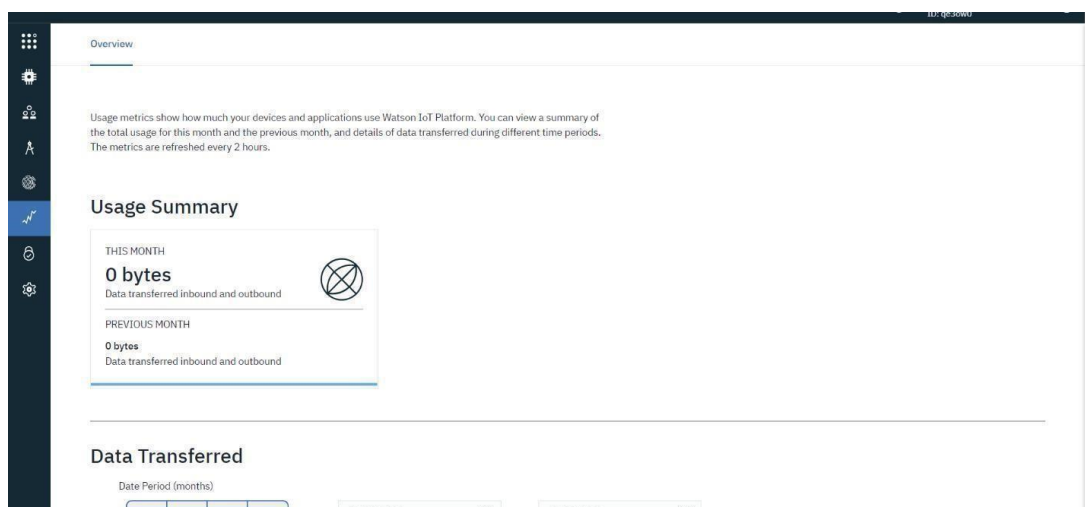 Overview
Usage metrics show how much your devices and applications use Watson IoT Platform. You can view a summary of
the total usage for this month and the previous month, and details of data transferred during different time periods.
The metrics are refreshed every 2 hours.
Usage Summary
THIS MONTH
0 bytes
Data transferred inbound and outbound
PREVIOUS MONTH
0 bytes
Data transferred inbound and outbound
Data Transferred
Date Period (months)